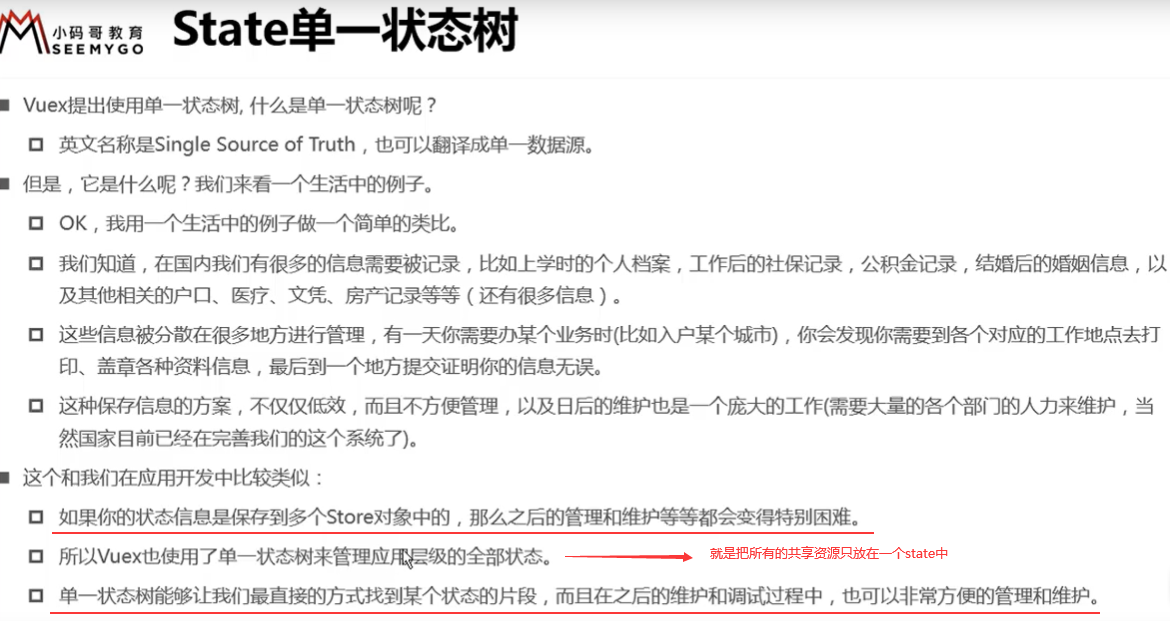 小码哥教育
SEEMYGO
State单一状态树
Vuex提出使用单一状态树, 什么是单一状态树呢？
英文名称是Single Source of Truth，也可以翻译成单一数据源。
但是，它是什么呢？我们来看一个生活中的例子。
OK，我用一个生活中的例子做一个简单的类比。
我们知道，在国内我们有很多的信息需要被记录，比如上学时的个人档案，工作后的社保记录，公积金记录，结婚后的婚姻信息，以
及其他相关的户口、医疗、文凭、房产记录等等（还有很多信息）。
这些信息被分散在很多地方进行管理，有一天你需要办某个业务时(比如入户某个城市)，你会发现你需要到各个对应的工作地点去打
印、盖章各种资料信息，最后到一个地方提交证明你的信息无误。
这种保存信息的方案，不仅仅低效，而且不方便管理，以及日后的维护也是一个庞大的工作(需要大量的各个部门的人力来维护，当
然国家目前已经在完善我们的这个系统了)。
这个和我们在应用开发中比较类似：
如果你的状态信息是保存到多个Store对象中的，那么之后的管理和维护等等都会变得特别困难。
所以Vuex也使用了单一状态树来管理应用层级的全部状态。
就是把所有的共享资源只放在一个state中
单一状态树能够让我们最直接的方式找到某个状态的片段，而且在之后的维护和调试过程中，也可以非常方便的管理和维护。